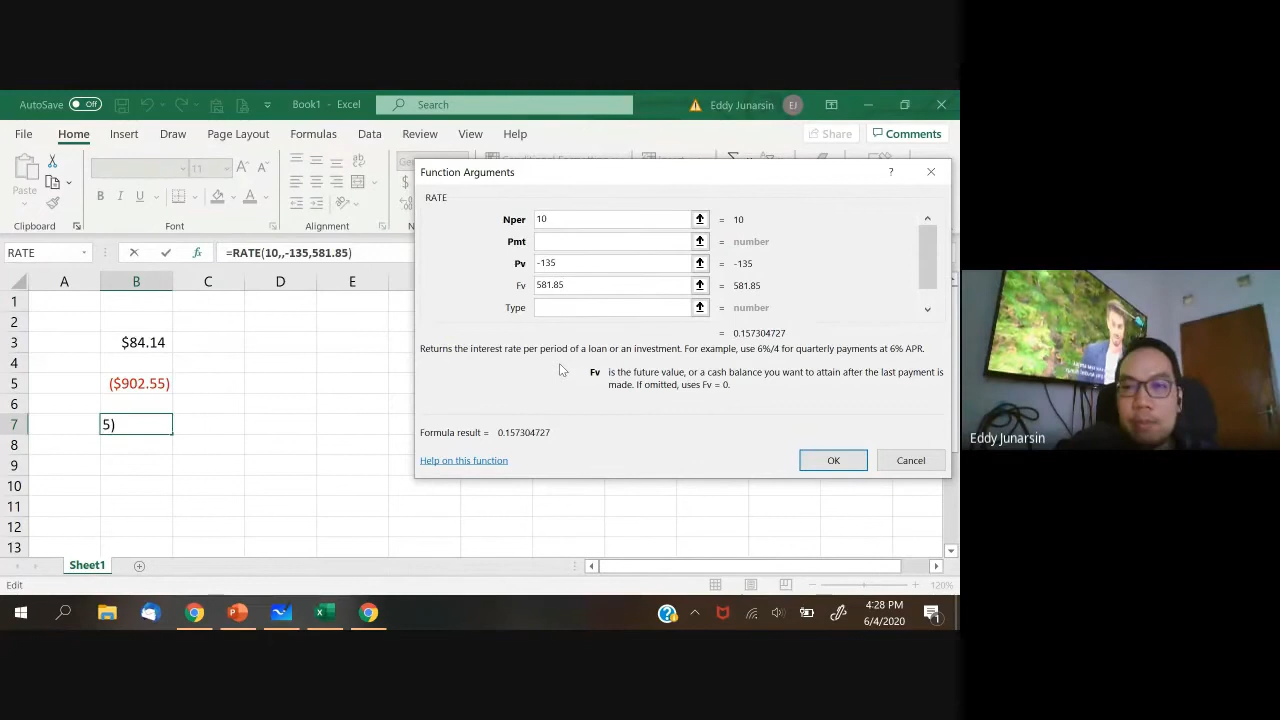 AutoSave Off
Book1 - Excel
Search
Eddy Junarsin
EJ
File Home Insert Draw Page Layout Formulas Data Review View Help
Share
Comments
Paste
11
Clipboard
Font
Alignment
RATE
=RATE(10,,-135,581.85)
A B C D E
1
2
3 $84.14
4
5 ($902.55)
6
7 5)
8
9
10
11
12
13
Function Arguments
RATE
Nper 10 = 10
Pmt = number
Pv -135 = -135
Fv 581.85 = 581.85
Type = number
= 0.157304727
Returns the interest rate per period of a loan or an investment. For example, use 6%/4 for quarterly payments at 6% APR.
Fv is the future value, or a cash balance you want to attain after the last payment is
made. If omitted, uses Fv = 0.
Formula result = 0.157304727
Help on this function
OK
Cancel
Sheet1
Edit
120%
4:28 PM
6/4/2020
1
Eddy Junarsin